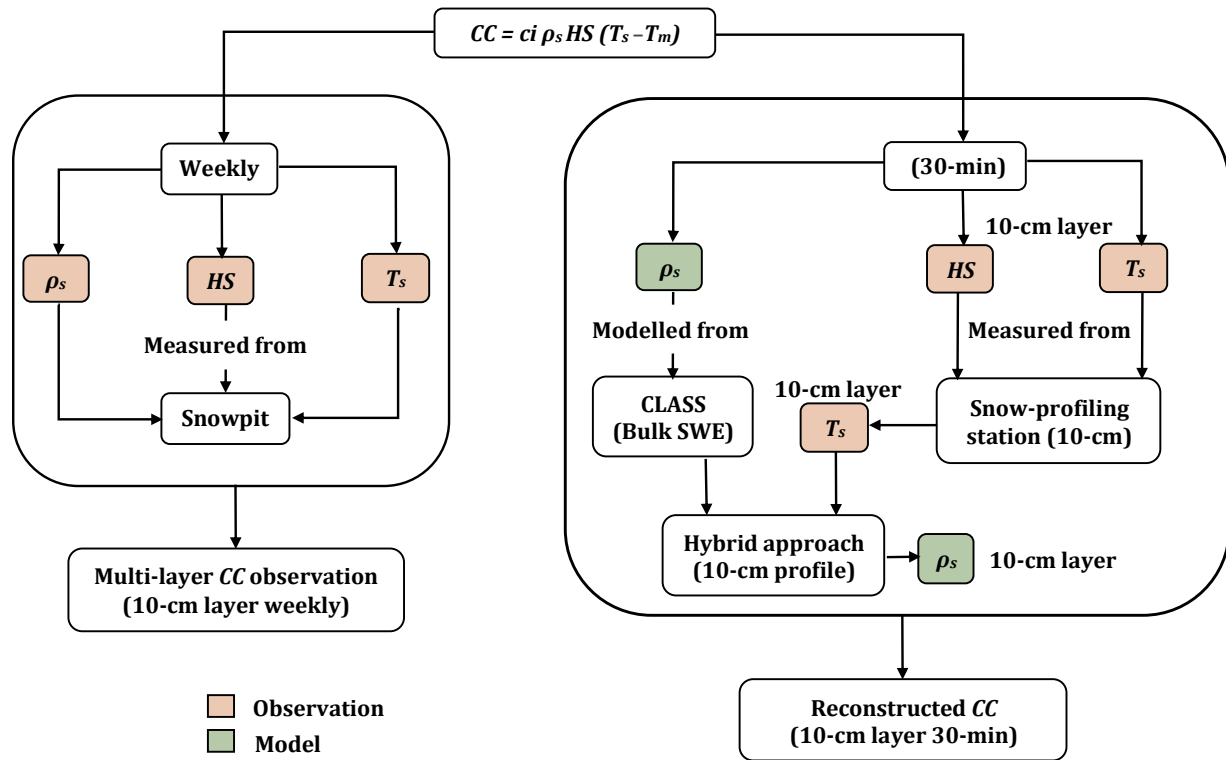 CC = ci ρs HS (Ts – Tm)
Weekly
ρs
HS
Ts
Measured from
Snowpit
Multi-layer CC observation
(10-cm layer weekly)
(30-min)
10-cm layer
ρs
HS
Ts
Modelled from
Measured from
CLASS
(Bulk SWE)
10-cm layer
Ts
Snow-profiling
station (10-cm)
Hybrid approach
(10-cm profile)
ρs
10-cm layer
Reconstructed CC
(10-cm layer 30-min)
Observation
Model